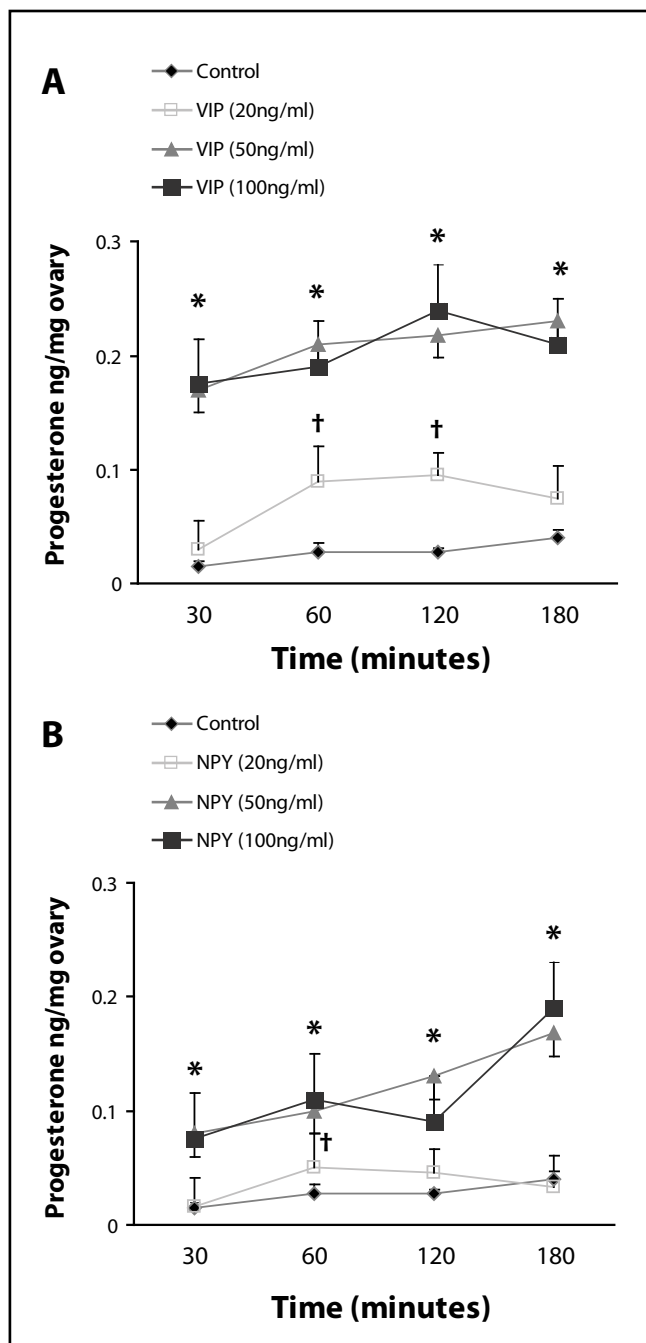 A
Control
VIP (20ng/ml)
VIP (50ng/ml)
VIP (100ng/ml)
Progesterone ng/mg ovary
0.3
0.2
0.1
0
*
*
*
*
†
†
30 60 120 180
Time (minutes)
B
Control
NPY (20ng/ml)
NPY (50ng/ml)
NPY (100ng/ml)
Progesterone ng/mg ovary
0.3
0.2
0.1
0
*
*
*
*
†
30 60 120 180
Time (minutes)